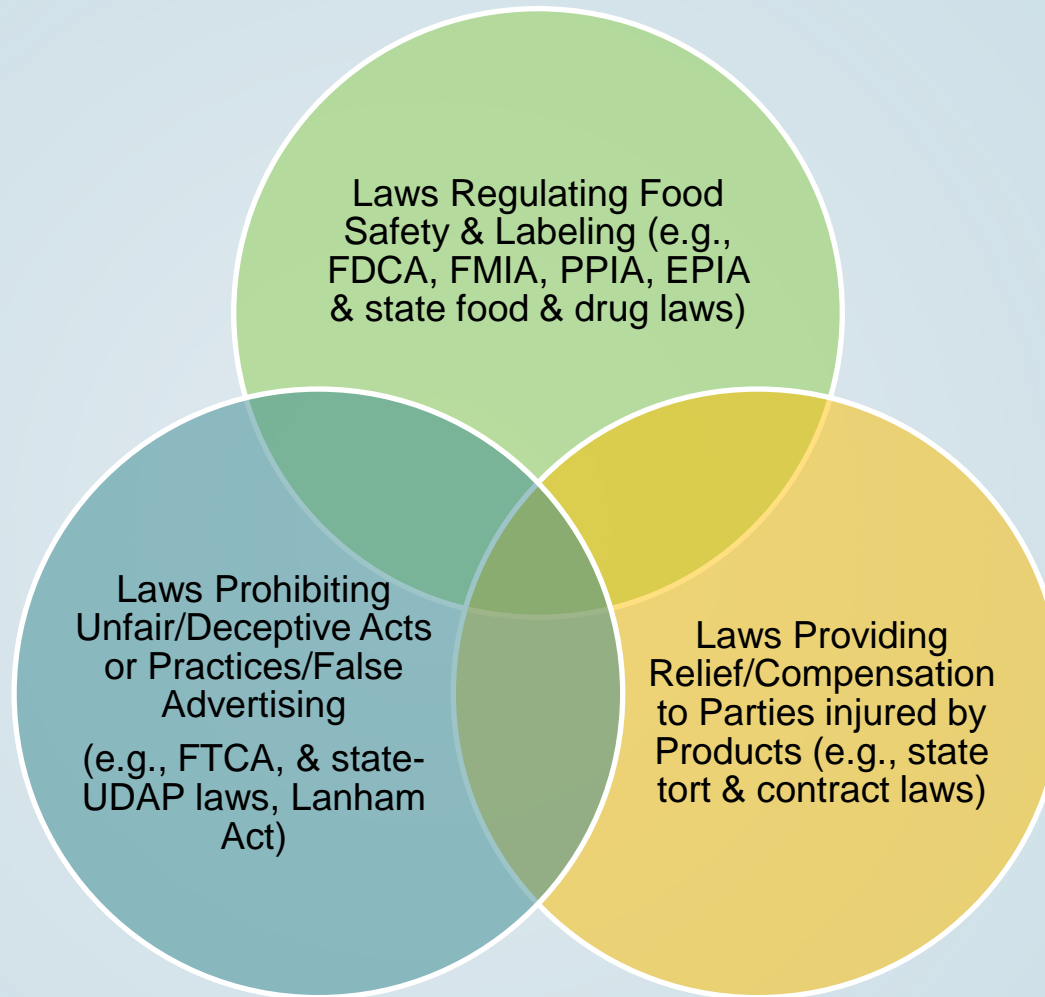 Laws Regulating Food
Safety & Labeling (e.g.,
FDCA, FMIA, PPIA, EPIA
& state food & drug laws)
Laws Prohibiting
Unfair/Deceptive Acts
or Practices/False
Advertising
(e.g., FTCA, & state-
UDAP laws, Lanham
Act)
Laws Providing
Relief/Compensation
to Parties injured by
Products (e.g., state
tort & contract laws)